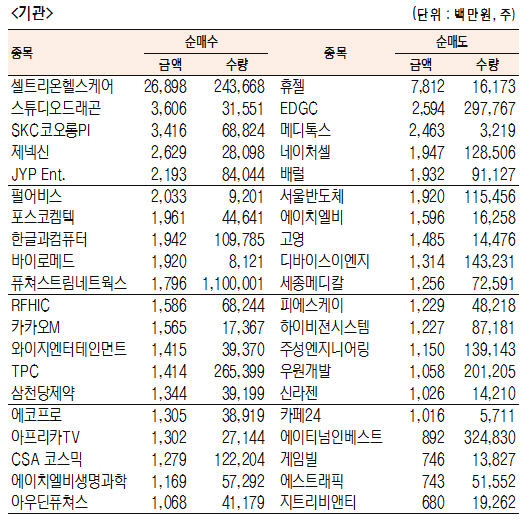 <기관> (단위 : 백만원, 주)
종목 순매수 종목 순매도
금액 수량 금액 수량
셀트리온헬스케어 26,898 243,668 휴젤 7,812 16,173
스튜디오드래곤 3,606 31,551 EDGC 2,594 297,767
SKC코오롱PI 3,416 68,824 메디톡스 2,463 3,219
제넥신 2,629 28,098 네이처셀 1,947 128,506
JYP Ent. 2,193 84,044 배럴 1,932 91,127
펄어비스 2,033 9,201 서울반도체 1,920 115,456
포스코켐텍 1,961 44,641 에이치엘비 1,596 16,258
한글과컴퓨터 1,942 109,785 고영 1,485 14,476
바이로메드 1,920 8,121 디바이스이엔지 1,314 143,231
퓨쳐스트림네트웍스 1,796 1,100,001 세종메디칼 1,256 72,591
RFHIC 1,586 68,244 피에스케이 1,229 48,218
카카오M 1,565 17,367 하이비젼시스템 1,227 87,181
와이지엔터테인먼트 1,415 39,370 주성엔지니어링 1,150 139,143
TPC 1,414 265,399 우원개발 1,058 201,205
삼천당제약 1,344 39,199 신라젠 1,026 14,210
에코프로 1,305 38,919 카페24 1,016 5,711
아프리카TV 1,302 27,144 에이티넘인베스트 892 324,830
CSA 코스믹 1,279 122,204 게임빌 746 13,827
에이치엘비생명과학 1,169 57,292 에스트래픽 743 51,552
아우딘퓨쳐스 1,068 41,179 지트리비앤티 680 19,262